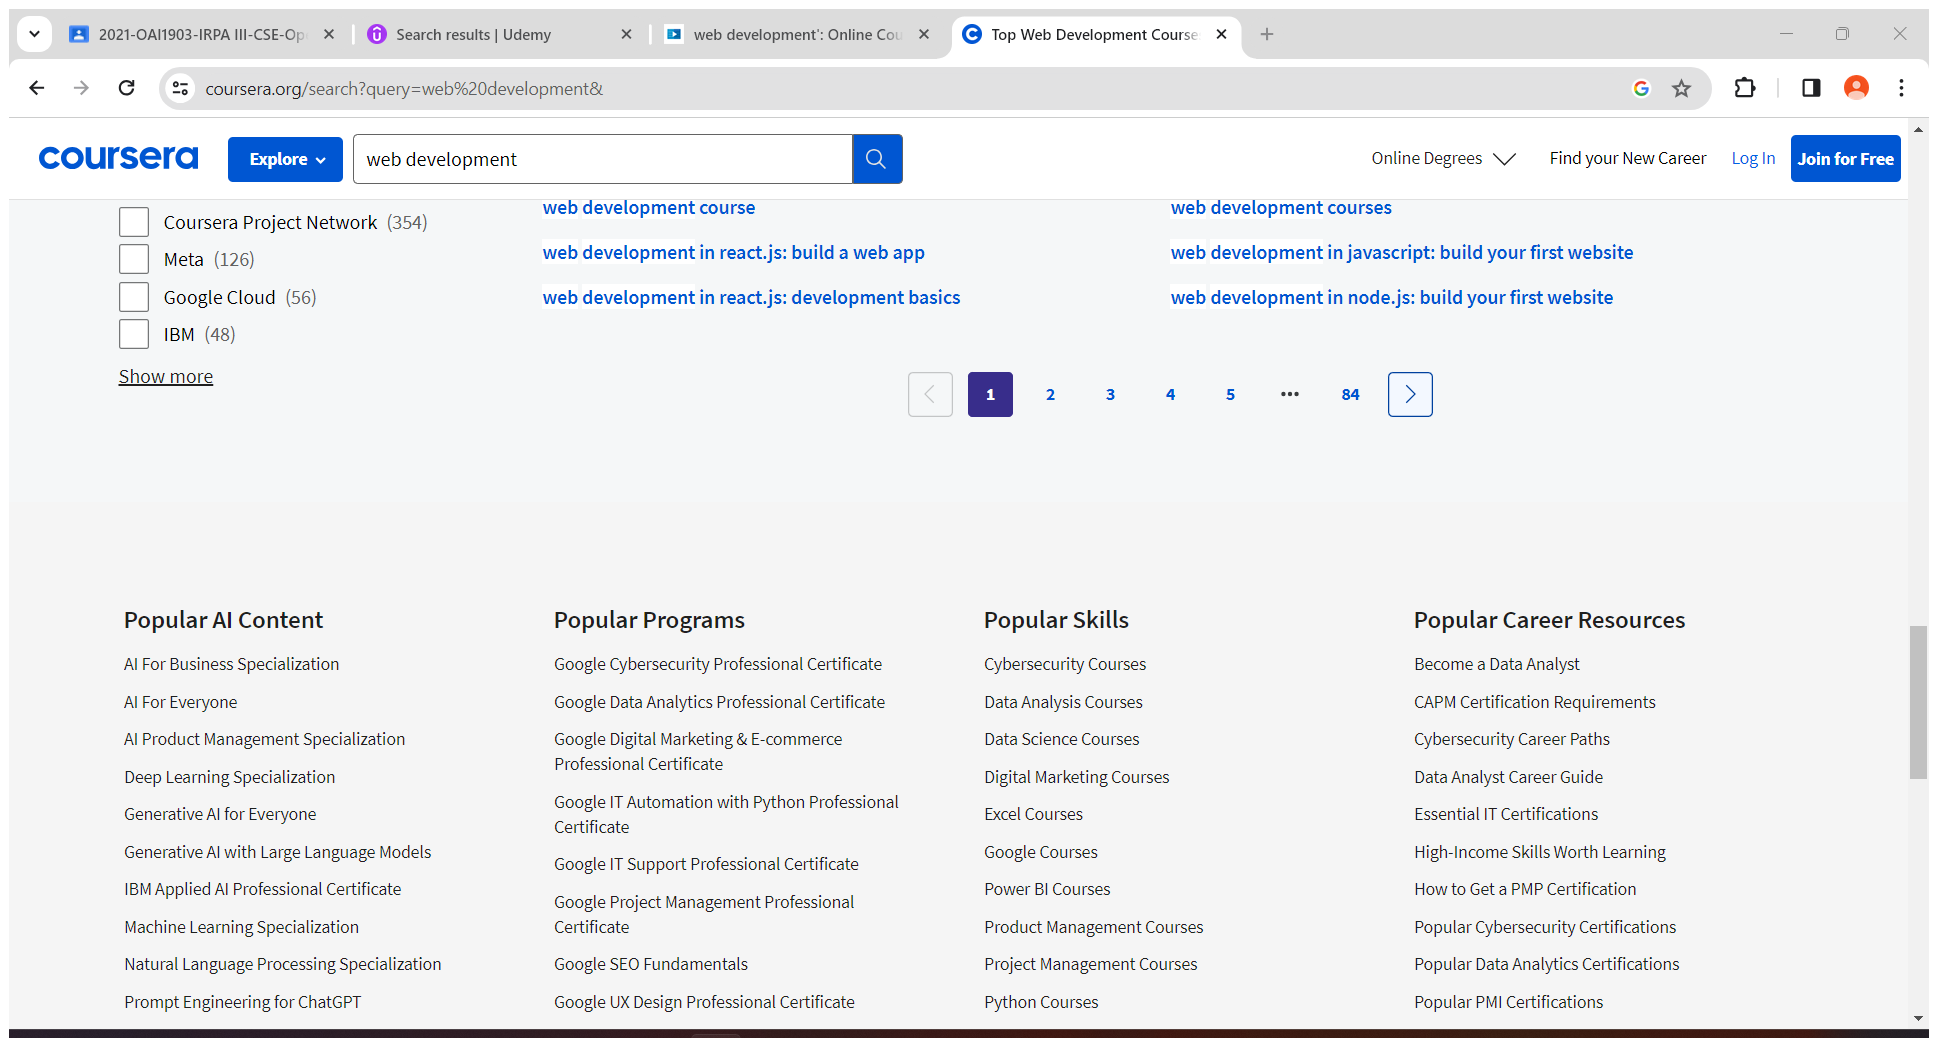 2021-OAI1903-IRPA III-CSE-Op
Search results | Udemy
web development': Online Cou
Top Web Development Course
coursera.org/search?query=web%20development&
coursera
Explore
web development
Online Degrees
Find your New Career
Log In
Join for Free
Coursera Project Network (354)
Meta (126)
Google Cloud (56)
IBM (48)
Show more
web development course
web development courses
web development in react.js: build a web app
web development in javascript: build your first website
web development in react.js: development basics
web development in node.js: build your first website
1 2 3 4 5 ••• 84
Popular AI Content
AI For Business Specialization
AI For Everyone
AI Product Management Specialization
Deep Learning Specialization
Generative AI for Everyone
Generative AI with Large Language Models
IBM Applied AI Professional Certificate
Machine Learning Specialization
Natural Language Processing Specialization
Prompt Engineering for ChatGPT
Popular Programs
Google Cybersecurity Professional Certificate
Google Data Analytics Professional Certificate
Google Digital Marketing & E-commerce
Professional Certificate
Google IT Automation with Python Professional
Certificate
Google IT Support Professional Certificate
Google Project Management Professional
Certificate
Google SEO Fundamentals
Google UX Design Professional Certificate
Popular Skills
Cybersecurity Courses
Data Analysis Courses
Data Science Courses
Digital Marketing Courses
Excel Courses
Google Courses
Power BI Courses
Product Management Courses
Project Management Courses
Python Courses
Popular Career Resources
Become a Data Analyst
CAPM Certification Requirements
Cybersecurity Career Paths
Data Analyst Career Guide
Essential IT Certifications
High-Income Skills Worth Learning
How to Get a PMP Certification
Popular Cybersecurity Certifications
Popular Data Analytics Certifications
Popular PMI Certifications